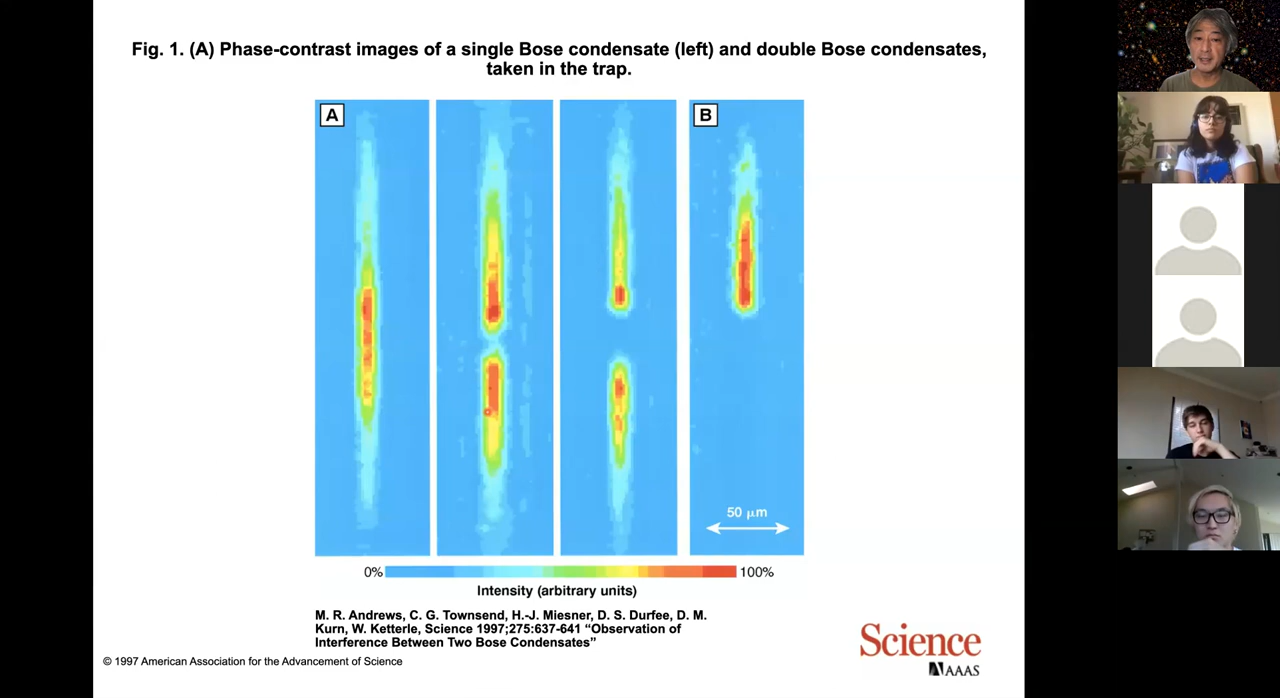 Fig. 1. (A) Phase-contrast images of a single Bose condensate (left) and double Bose condensates,
taken in the trap.
A
B
50 μm
0%
100%
Intensity (arbitrary units)
M. R. Andrews, C. G. Townsend, H.-J. Miesner, D. S. Durfee, D. M.
Kurn, W. Ketterle, Science 1997;275:637-641 “Observation of
Interference Between Two Bose Condensates”
© 1997 American Association for the Advancement of Science
Science
AAAS